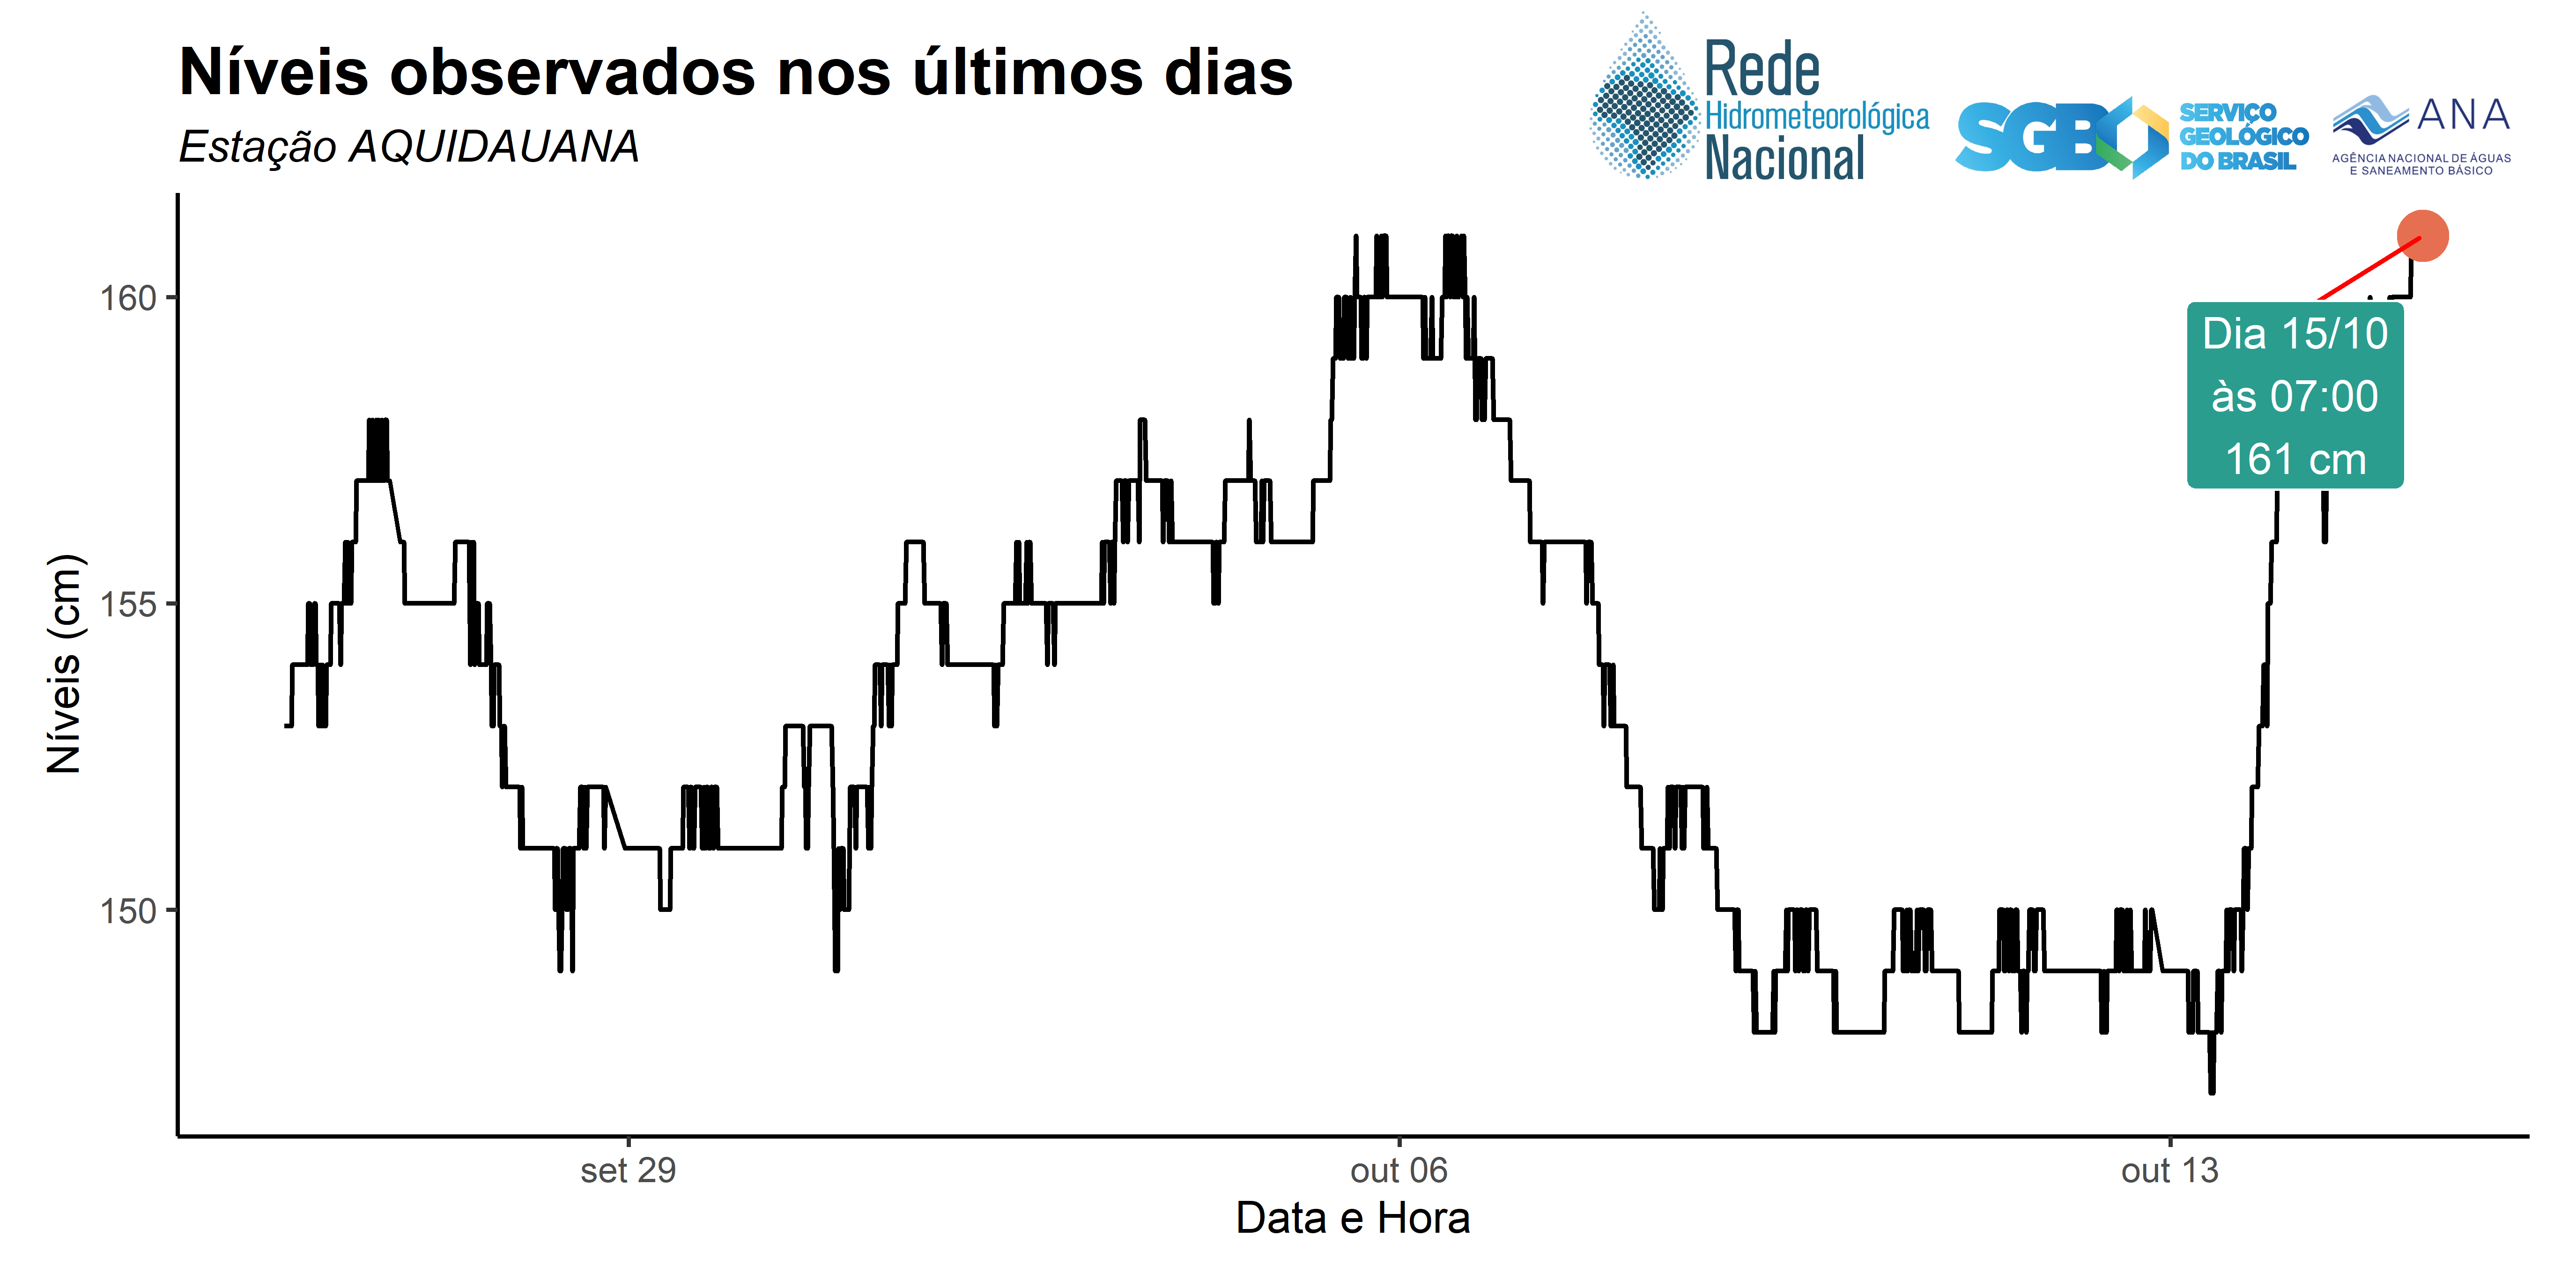 Níveis observados nos últimos dias
Estação AQUIDAUANA
Rede
Hidrometeorológica
Nacional
SGB
SERVIÇO
GEOLÓGICO
DO BRASIL
ANA
AGÊNCIA NACIONAL DE ÁGUAS
E SANEAMENTO BÁSICO
160
155
150
Níveis (cm)
Dia 15/10
às 07:00
161 cm
set 29
out 06
out 13
Data e Hora